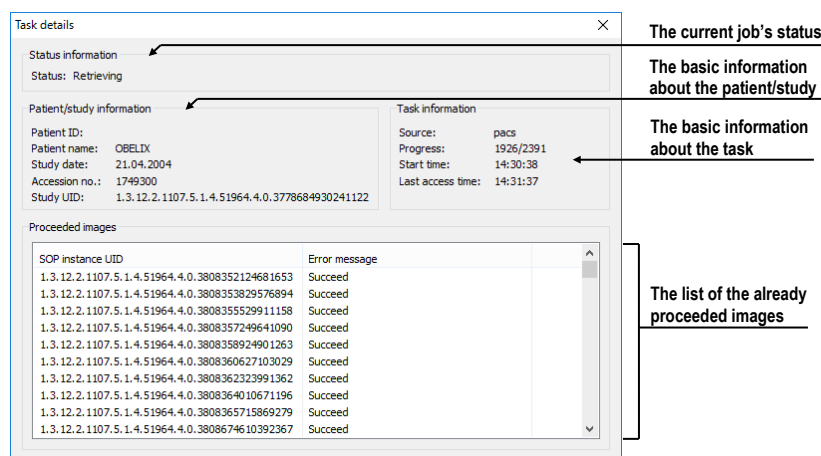 Task details
The current job's status
Status information
Status: Retrieving
The basic information
about the patient/study
Patient/study information
Patient ID:
Patient name: OBELIX
Study date: 21.04.2004
Accession no.: 1749300
Study UID: 1.3.12.2.1107.5.1.4.51964.4.0.3778684930241122
Task information
Source: pacs
Progress: 1926/2391
Start time: 14:30:38
Last access time: 14:31:37
The basic information
about the task
Proceeded images
SOP instance UID Error message
1.3.12.2.1107.5.1.4.51964.4.0.3808352124681653 Succeed
1.3.12.2.1107.5.1.4.51964.4.0.3808353829576894 Succeed
1.3.12.2.1107.5.1.4.51964.4.0.3808355529911158 Succeed
1.3.12.2.1107.5.1.4.51964.4.0.3808357249641090 Succeed
1.3.12.2.1107.5.1.4.51964.4.0.3808358924901263 Succeed
1.3.12.2.1107.5.1.4.51964.4.0.3808360627103029 Succeed
1.3.12.2.1107.5.1.4.51964.4.0.3808362323991362 Succeed
1.3.12.2.1107.5.1.4.51964.4.0.3808364010671196 Succeed
1.3.12.2.1107.5.1.4.51964.4.0.3808365715869279 Succeed
1.3.12.2.1107.5.1.4.51964.4.0.3808674610392367 Succeed
The list of the already
proceeded images